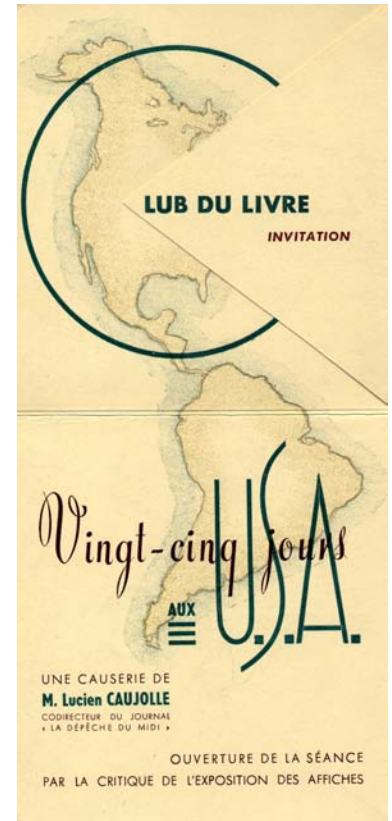 CLUB DU LIVRE
INVITATION
Vingt-cinq jours
AUX U.S.A.
UNE CAUSERIE DE
M. Lucien CAUJOLLE
CODIRECTEUR DU JOURNAL
« LA DÉPÊCHE DU MIDI »
OUVERTURE DE LA SÉANCE
PAR LA CRITIQUE DE L'EXPOSITION DES AFFICHES